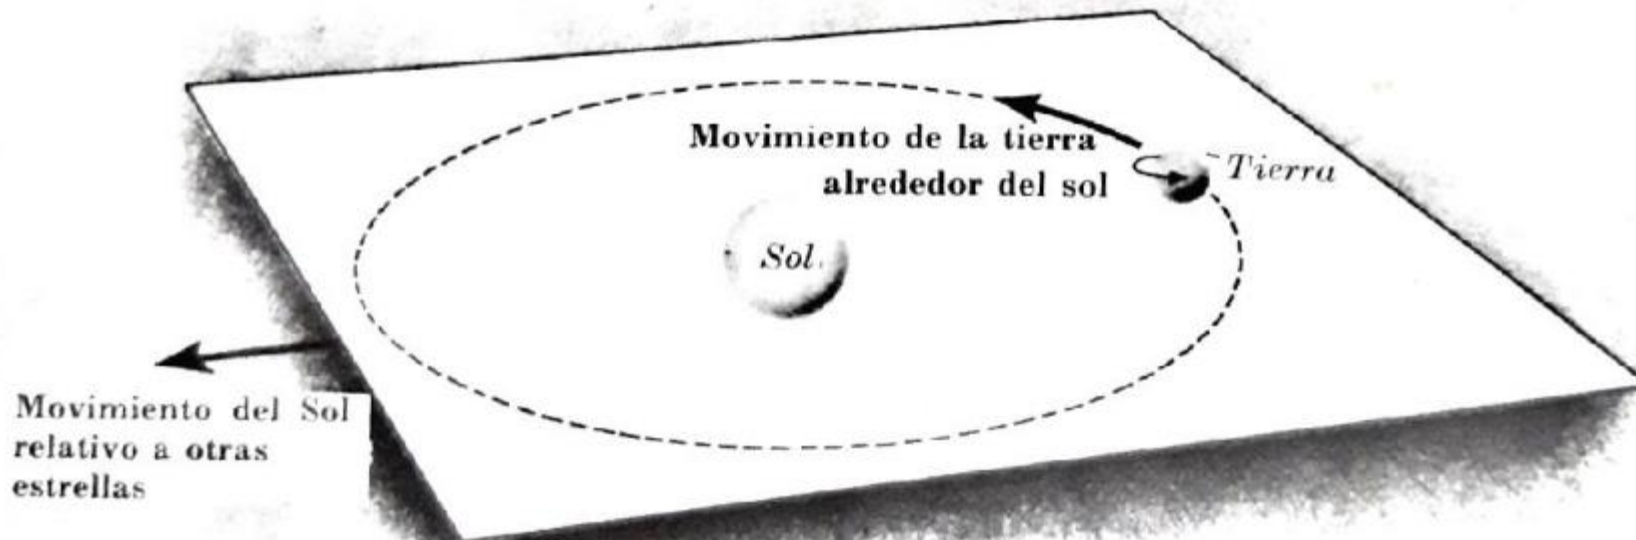 Movimiento de la tierra
alrededor del sol
Tierra
Sol
Movimiento del Sol
relativo a otras
estrellas